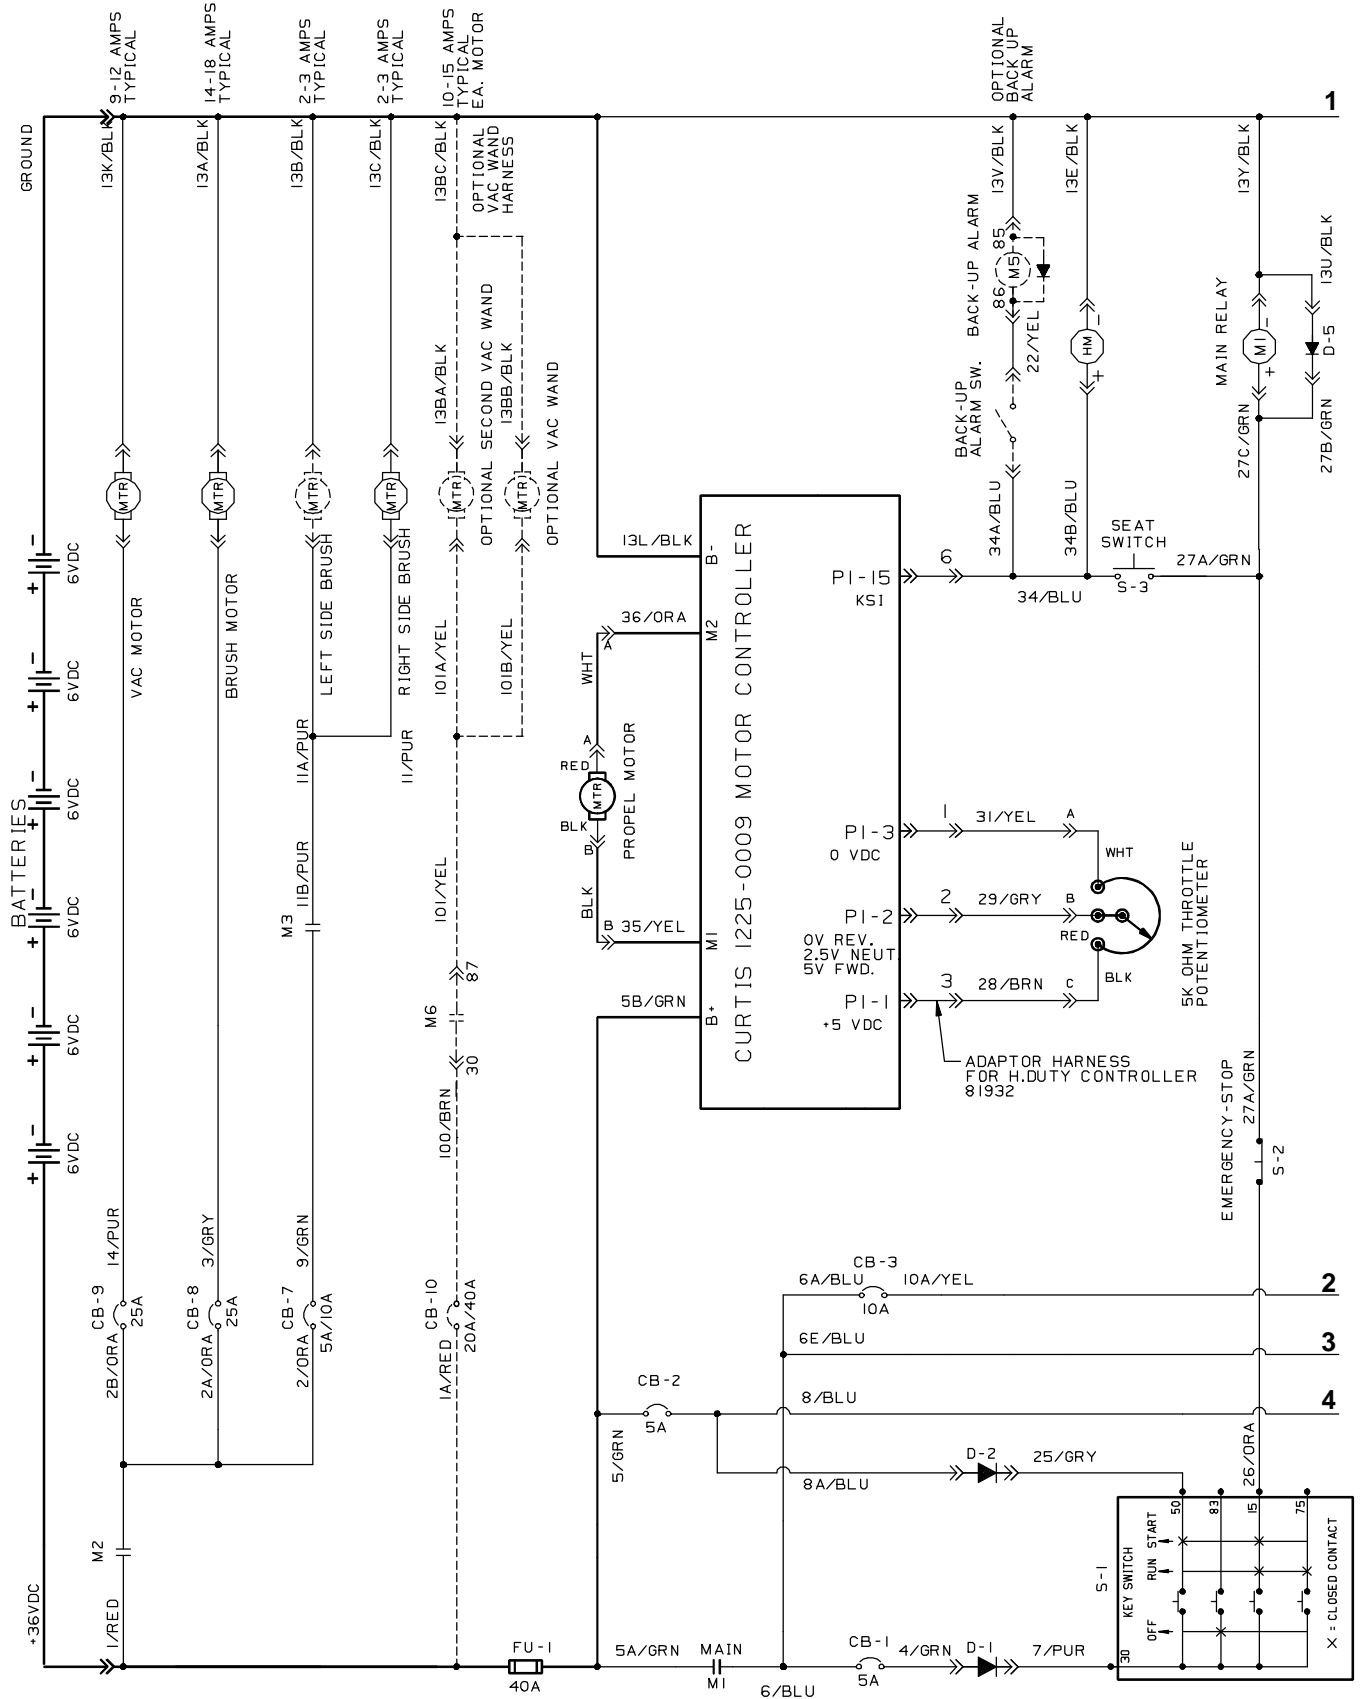 9-12 AMPS
TYPICAL
14-18 AMPS
TYPICAL
2-3 AMPS
TYPICAL
2-3 AMPS
TYPICAL
10-15 AMPS
TYPICAL
EA. MOTOR
OPTIONAL
BACK UP
ALARM
1
GROUND
13K/BLK
13A/BLK
13B/BLK
13C/BLK
13BC/BLK
OPTIONAL
VAC WAND
HARNESS
13V/BLK
13E/BLK
13Y/BLK
BACK-UP ALARM
85
M5
86
22/YEL
13U/BLK
13BA/BLK
OPTIONAL SECOND VAC WAND
13BB/BLK
OPTIONAL VAC WAND
BACK-UP
ALARM SW.
HM
-
+
MAIN RELAY
M1
-
+
D-5
27C/GRN
27B/GRN
MTR
MTR
MTR
MTR
MTR
MTR
34A/BLU
34B/BLU
SEAT
SWITCH
S-3
27A/GRN
34/BLU
BATTERIES
- + 6VDC
- + 6VDC
- + 6VDC
- + 6VDC
- + 6VDC
- + 6VDC
VAC MOTOR
BRUSH MOTOR
LEFT SIDE BRUSH
RIGHT SIDE BRUSH
101A/YEL
101B/YEL
11A/PUR
11/PUR
13L/BLK
B-
36/ORA
A
M2
WHT
A
RED
MTR
PROPEL MOTOR
BLK
B
BLK
B
35/YEL
M1
5B/GRN
B+
CURTIS 1225-0009 MOTOR CONTROLLER
P1-15
KSI
6
P1-3
0 VDC
1
31/YEL
A
WHT
P1-2
0V REV.
2.5V NEUT.
5V FWD.
2
29/GRY
B
RED
P1-1
+5 VDC
3
28/BRN
C
BLK
5K OHM THROTTLE
POTENTIOMETER
ADAPTOR HARNESS
FOR H.DUTY CONTROLLER
81932
M3
11B/PUR
101/YEL
87
M6
30
100/BRN
EMERGENCY-STOP
27A/GRN
S-2
14/PUR
CB-9
25A
2B/ORA
3/GRY
CB-8
25A
2A/ORA
9/GRN
CB-7
5A/10A
2/ORA
CB-10
20A/40A
1A/RED
6A/BLU
CB-3
10A
10A/YEL
2
6E/BLU
3
CB-2
5A
8/BLU
4
5/GRN
8A/BLU
D-2
25/GRY
26/ORA
M2
+36VDC
1/RED
FU-1
40A
5A/GRN
MAIN
M1
6/BLU
CB-1
5A
4/GRN
D-1
7/PUR
S-1
KEY SWITCH
30
OFF
RUN
START
50
83
15
75
X = CLOSED CONTACT